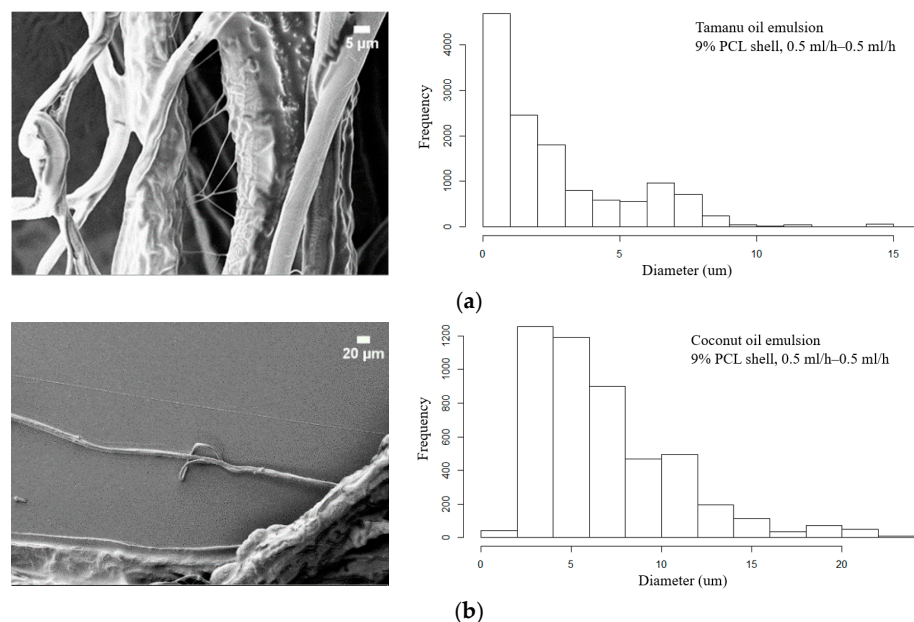 5 µm
Tamanu oil emulsion
9% PCL shell, 0.5 ml/h–0.5 ml/h
Frequency
4000
3000
2000
1000
0
0 5 10 15
Diameter (um)
(a)
20 µm
Coconut oil emulsion
9% PCL shell, 0.5 ml/h–0.5 ml/h
Frequency
1200
1000
800
600
400
200
0
0 5 10 15 20
Diameter (um)
(b)